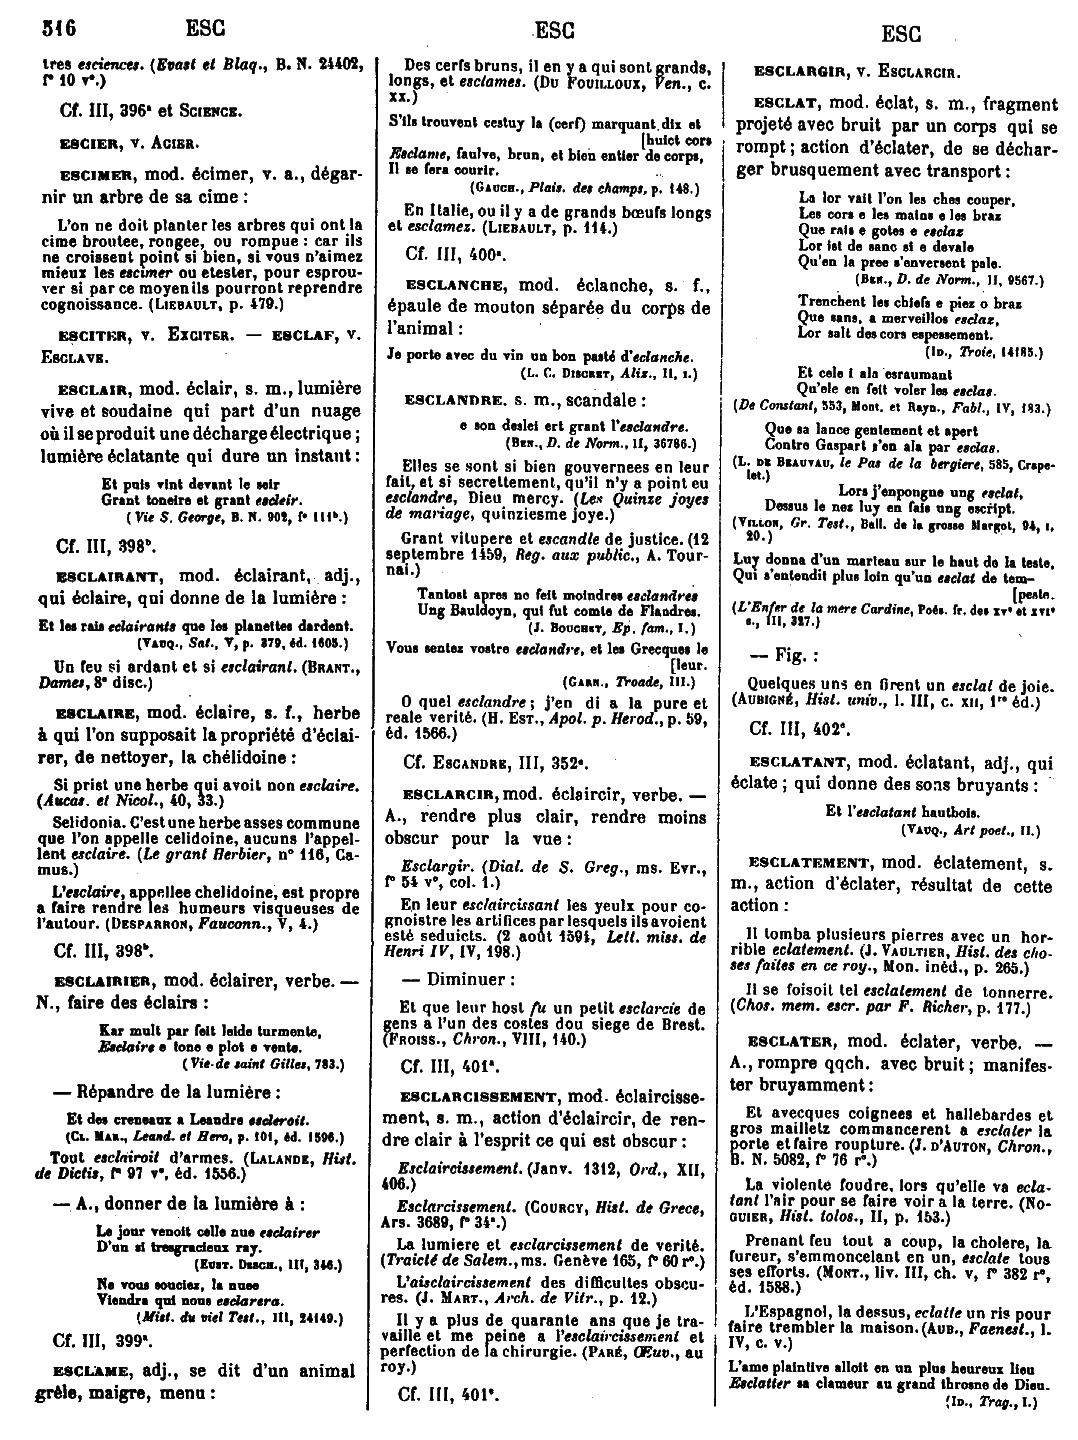 516 ESC ESC ESC
tres esciences. (Evast et Blaq., B. N. 24402,
f° 10 v°.)
Cf. III, 396ª et SCIENCE.
ESCIER, v. ACIER.
ESCIMER, mod. écimer, v. a., dégar-
nir un arbre de sa cime :
L'on ne doit planter les arbres qui ont la
cime broutee, rongee, ou rompue : car ils
ne croissent point si bien, si vous n'aimez
mieux les escimer ou etester, pour esprou-
ver si par ce moyen ils pourront reprendre
cognoissance. (LIEBAULT, p. 479.)
ESCITER, v. EXCITER. — ESCLAF, v.
ESCLAVE.
ESCLAIR, mod. éclair, s. m., lumière
vive et soudaine qui part d'un nuage
où il se produit une décharge électrique ;
lumière éclatante qui dure un instant :
Et puis vint devant le soir
Grant toneire et grant escleir.
(Vie S. George, B. N. 902, f° 111ᵇ.)
Cf. III, 398ᵇ.
ESCLAIRANT, mod. éclairant, adj.,
qui éclaire, qui donne de la lumière :
Et les rais eclairants que les planettes dardent.
(VAUQ., Sat., V, p. 379, éd. 1605.)
Un feu si ardant et si esclairant. (BRANT.,
Dames, 8ᵉ disc.)
ESCLAIRE, mod. éclaire, s. f., herbe
à qui l'on supposait la propriété d'éclai-
rer, de nettoyer, la chélidoine :
Si prist une herbe qui avoit non esclaire.
(Aucas. et Nicol., 40, 33.)
Selidonia. C'est une herbe asses commune
que l'on appelle celidoine, aucuns l'appel-
lent esclaire. (Le grant Herbier, n° 116, Ca-
mus.)
L'esclaire, appellee chelidoine, est propre
a faire rendre les humeurs visqueuses de
l'autour. (DESPARRON, Fauconn., V, 4.)
Cf. III, 398ᵇ.
ESCLAIRIER, mod. éclairer, verbe. —
N., faire des éclairs :
Kar mult par feit leide turmente,
Esclaire e tone e plot e vente.
(Vie de saint Gilles, 783.)
— Répandre de la lumière :
Et des creneaux a Leandre escleroit.
(CL. MAR., Leand. et Hero, p. 101, éd. 1596.)
Tout esclairoit d'armes. (LALANDE, Hist.
de Dictis, f° 97 v°, éd. 1556.)
— A., donner de la lumière à :
Le jour venoit celle nue esclairer
D'un si tresgracieux ray.
(EUST. DESCH., III, 346.)
Ne vous souciez, la nuee
Viendra qui nous esclarera.
(Mist. du viel Test., III, 24149.)
Cf. III, 399ᵃ.
ESCLAME, adj., se dit d'un animal
grêle, maigre, menu :
Des cerfs bruns, il en y a qui sont grands,
longs, et esclames. (DU FOUILLOUX, Ven., c.
XX.)
S'ils trouvent cestuy la (cerf) marquant dix et
[huict cors
Esclame, faulve, brun, et bien entier de corps,
Il se fera courir.
(GAUCH., Plais. des champs, p. 148.)
En Italie, ou il y a de grands bœufs longs
et esclamez. (LIEBAULT, p. 114.)
Cf. III, 400ᵃ.
ESCLANCHE, mod. éclanche, s. f.,
épaule de mouton séparée du corps de
l'animal :
Je porte avec du vin un bon pasté d'eclanche.
(L. C. DISCRET, Aliz., II, I.)
ESCLANDRE. s. m., scandale :
e son deslei ert grant l'esclandre.
(BEN., D. de Norm., II, 36786.)
Elles se sont si bien gouvernees en leur
fait, et si secrettement, qu'il n'y a point eu
esclandre, Dieu mercy. (Les Quinze joyes
de mariage, quinziesme joye.)
Grant vitupere et escandle de justice. (12
septembre 1459, Reg. aux public., A. Tour-
nai.)
Tantost apres no feit moindres esclandres
Ung Bauldoyn, qui fut comte de Flandres.
(J. BOUCHET, Ep. fam., I.)
Vous sentez vostre esclandre, et les Grecques le
[leur.
(GARN., Troade, III.)
O quel esclandre ; j'en di a la pure et
reale verité. (H. EST., Apol. p. Herod., p. 59,
éd. 1566.)
Cf. ESCANDRE, III, 352ᵃ.
ESCLARCIR, mod. éclaircir, verbe. —
A., rendre plus clair, rendre moins
obscur pour la vue :
Esclargir. (Dial. de S. Greg., ms. Evr.,
f° 54 v°, col. 1.)
En leur esclaircissant les yeulx pour co-
gnoistre les artifices par lesquels ils avoient
esté seduicts. (2 août 1591, Lett. miss. de
Henri IV, IV, 198.)
— Diminuer :
Et que leur host fu un petit esclarcie de
gens a l'un des costes dou siege de Brest.
(FROISS., Chron., VIII, 140.)
Cf. III, 401ᵃ.
ESCLARCISSEMENT, mod. éclaircisse-
ment, s. m., action d'éclaircir, de ren-
dre clair à l'esprit ce qui est obscur :
Esclaircissement. (Janv. 1312, Ord., XII,
406.)
Esclarcissement. (COURCY, Hist. de Grece,
Ars. 3689, f° 34ᵃ.)
La lumiere et esclarcissement de verité.
(Traicté de Salem., ms. Genève 165, f° 60 r°.)
L'aisclaircissement des difficultes obscu-
res. (J. MART., Arch. de Vitr., p. 12.)
Il y a plus de quarante ans que je tra-
vaille et me peine a l'esclaircissement et
perfection de la chirurgie. (PARÉ, Œuv., au
roy.)
Cf. III, 401ᵃ.
ESCLARGIR, v. ESCLARCIR.
ESCLAT, mod. éclat, s. m., fragment
projeté avec bruit par un corps qui se
rompt ; action d'éclater, de se déchar-
ger brusquement avec transport :
La lor vait l'on les ches couper,
Les cors e les mains e les braz
Que rais e gotes e esclaz
Lor ist de sanc si e devale
Qu'en la pree s'enversent pale.
(BEN., D. de Norm., II, 9567.)
Trenchent les chiefs e piez o braz
Que sans, a merveillos esclaz,
Lor salt des cors espessement.
(ID., Troie, 14185.)
Et cele i ala esraumant
Qu'ele en feit voler les esclas.
(De Constant, 553, Mont. et Rayn., Fabl., IV, 183.)
Que sa lance gentement et apert
Contre Gaspart s'en ala par esclas.
(L. DE BEAUVAU, le Pas de la bergiere, 585, Crape-
let.)
Lors j'enpongne ung esclat,
Dessus le nez luy en fais ung escript.
(VILLON, Gr. Test., Ball. de la grosse Margot, 94, I,
20.)
Luy donna d'un marteau sur le haut de la teste,
Qui s'entendit plus loin qu'un esclat de tem-
[peste.
(L'Enfer de la mere Cardine, Poés. fr. des XVᵉ et XVIᵉ
s., III, 327.)
— Fig. :
Quelques uns en firent un esclat de joie.
(AUBIGNÉ, Hist. univ., l. III, c. XII, 1ʳᵉ éd.)
Cf. III, 402ᵃ.
ESCLATANT, mod. éclatant, adj., qui
éclate ; qui donne des sons bruyants :
Et l'esclatant hautbois.
(VAUQ., Art poet., II.)
ESCLATEMENT, mod. éclatement, s.
m., action d'éclater, résultat de cette
action :
Il tomba plusieurs pierres avec un hor-
rible eclatement. (J. VAULTIER, Hist. des cho-
ses faites en ce roy., Mon. inéd., p. 265.)
Il se foisoit tel esclatement de tonnerre.
(Chos. mem. escr. par F. Richer, p. 177.)
ESCLATER, mod. éclater, verbe. —
A., rompre qqch. avec bruit ; manifes-
ter bruyamment :
Et avecques coignees et hallebardes et
gros mailletz commancerent a esclater la
porte et faire roupture. (J. D'AUTON, Chron.,
B. N. 5082, f° 76 r°.)
La violente foudre, lors qu'elle va ecla-
tant l'air pour se faire voir a la terre. (NO-
GUIER, Hist. tolos., II, p. 153.)
Prenant feu tout a coup, la cholere, la
fureur, s'emmoncelant en un, esclate tous
ses efforts. (MONT., liv. III, ch. V, f° 382 r°,
éd. 1588.)
L'Espagnol, la dessus, eclatte un ris pour
faire trembler la maison. (AUB., Faenest., l.
IV, c. V.)
L'ame plaintive alloit en un plus heureux lieu
Esclatter sa clameur au grand throsne de Dieu.
(ID., Trag., I.)